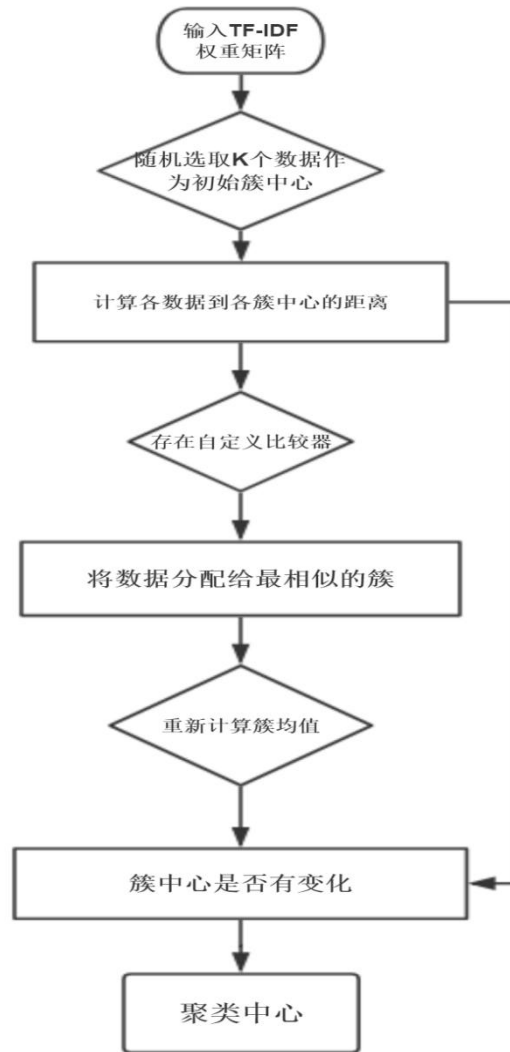 输入TF-IDF
权重矩阵
随机选取K个数据作
为初始簇中心
计算各数据到各簇中心的距离
存在自定义比较器
将数据分配给最相似的簇
重新计算簇均值
簇中心是否有变化
聚类中心